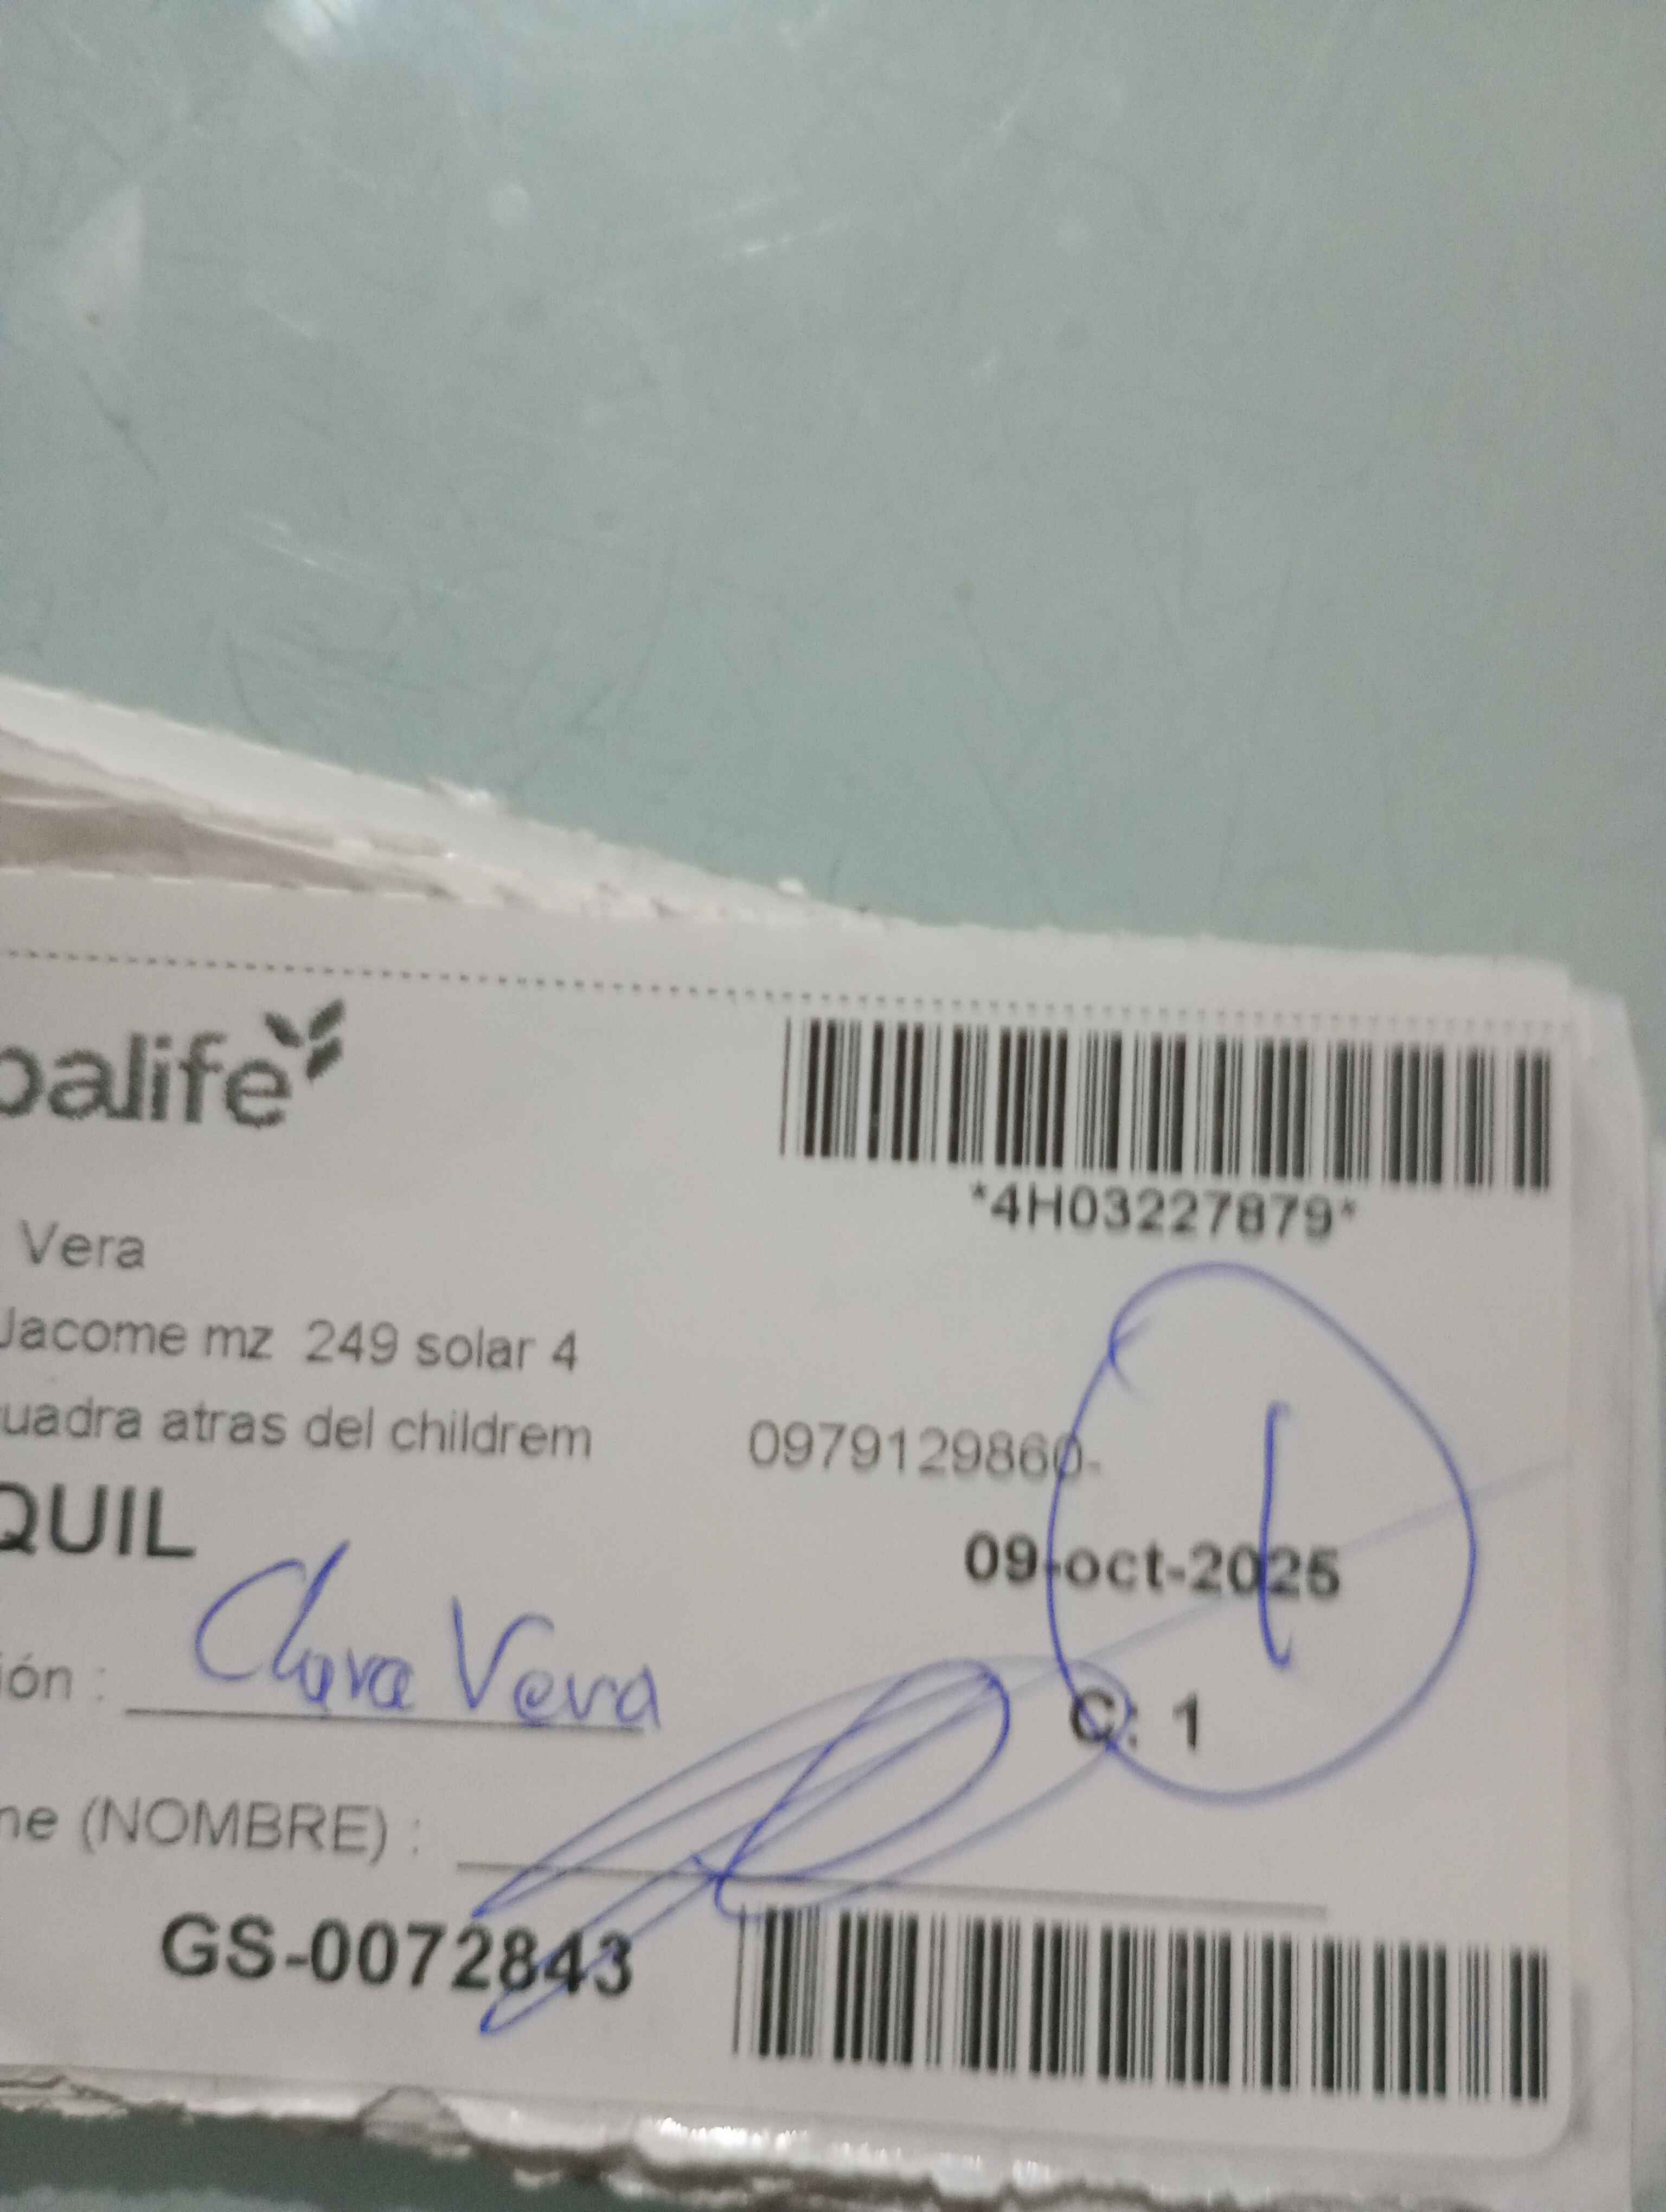 balife
*4H03227879*
Vera
Jacome mz 249 solar 4
uadra atras del childrem 0979129860-
QUIL
09-oct-2025
1
ión : Clara Vera
C: 1
ne (NOMBRE) :
GS-0072843